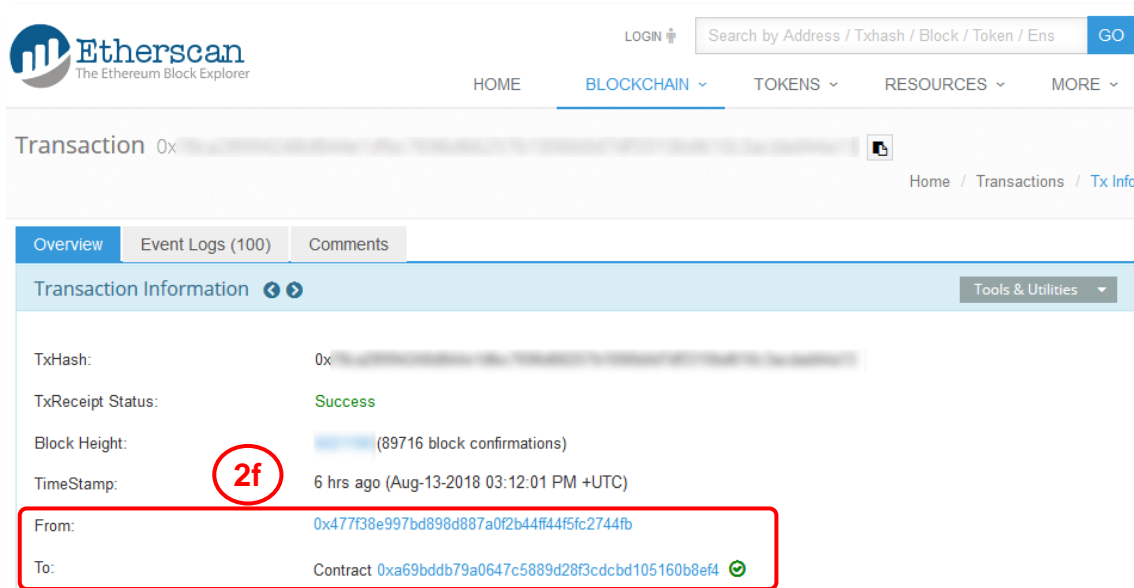 LOGIN
Search by Address / Txhash / Block / Token / Ens
GO
Etherscan
The Ethereum Block Explorer
HOME
BLOCKCHAIN
TOKENS
RESOURCES
MORE
Transaction 0x
Home / Transactions / Tx Info
Overview
Event Logs (100)
Comments
Transaction Information
Tools & Utilities
TxHash: 0x
TxReceipt Status: Success
Block Height: (89716 block confirmations)
2f
TimeStamp: 6 hrs ago (Aug-13-2018 03:12:01 PM +UTC)
From: 0x477f38e997bd898d887a0f2b44ff44f5fc2744fb
To: Contract 0xa69bddb79a0647c5889d28f3cdcbd105160b8ef4